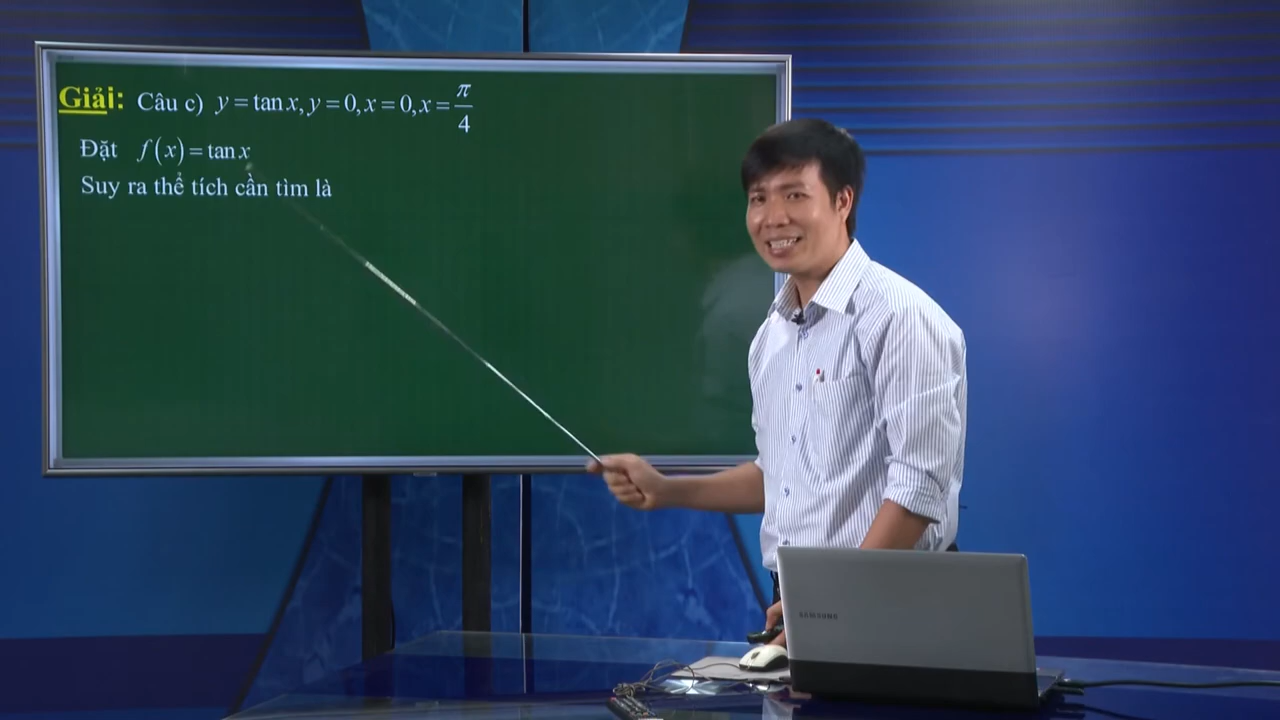 Giải: Câu c) y = tan x, y = 0, x = 0, x = π/4
Đặt f(x) = tan x
Suy ra thể tích cần tìm là
SAMSUNG